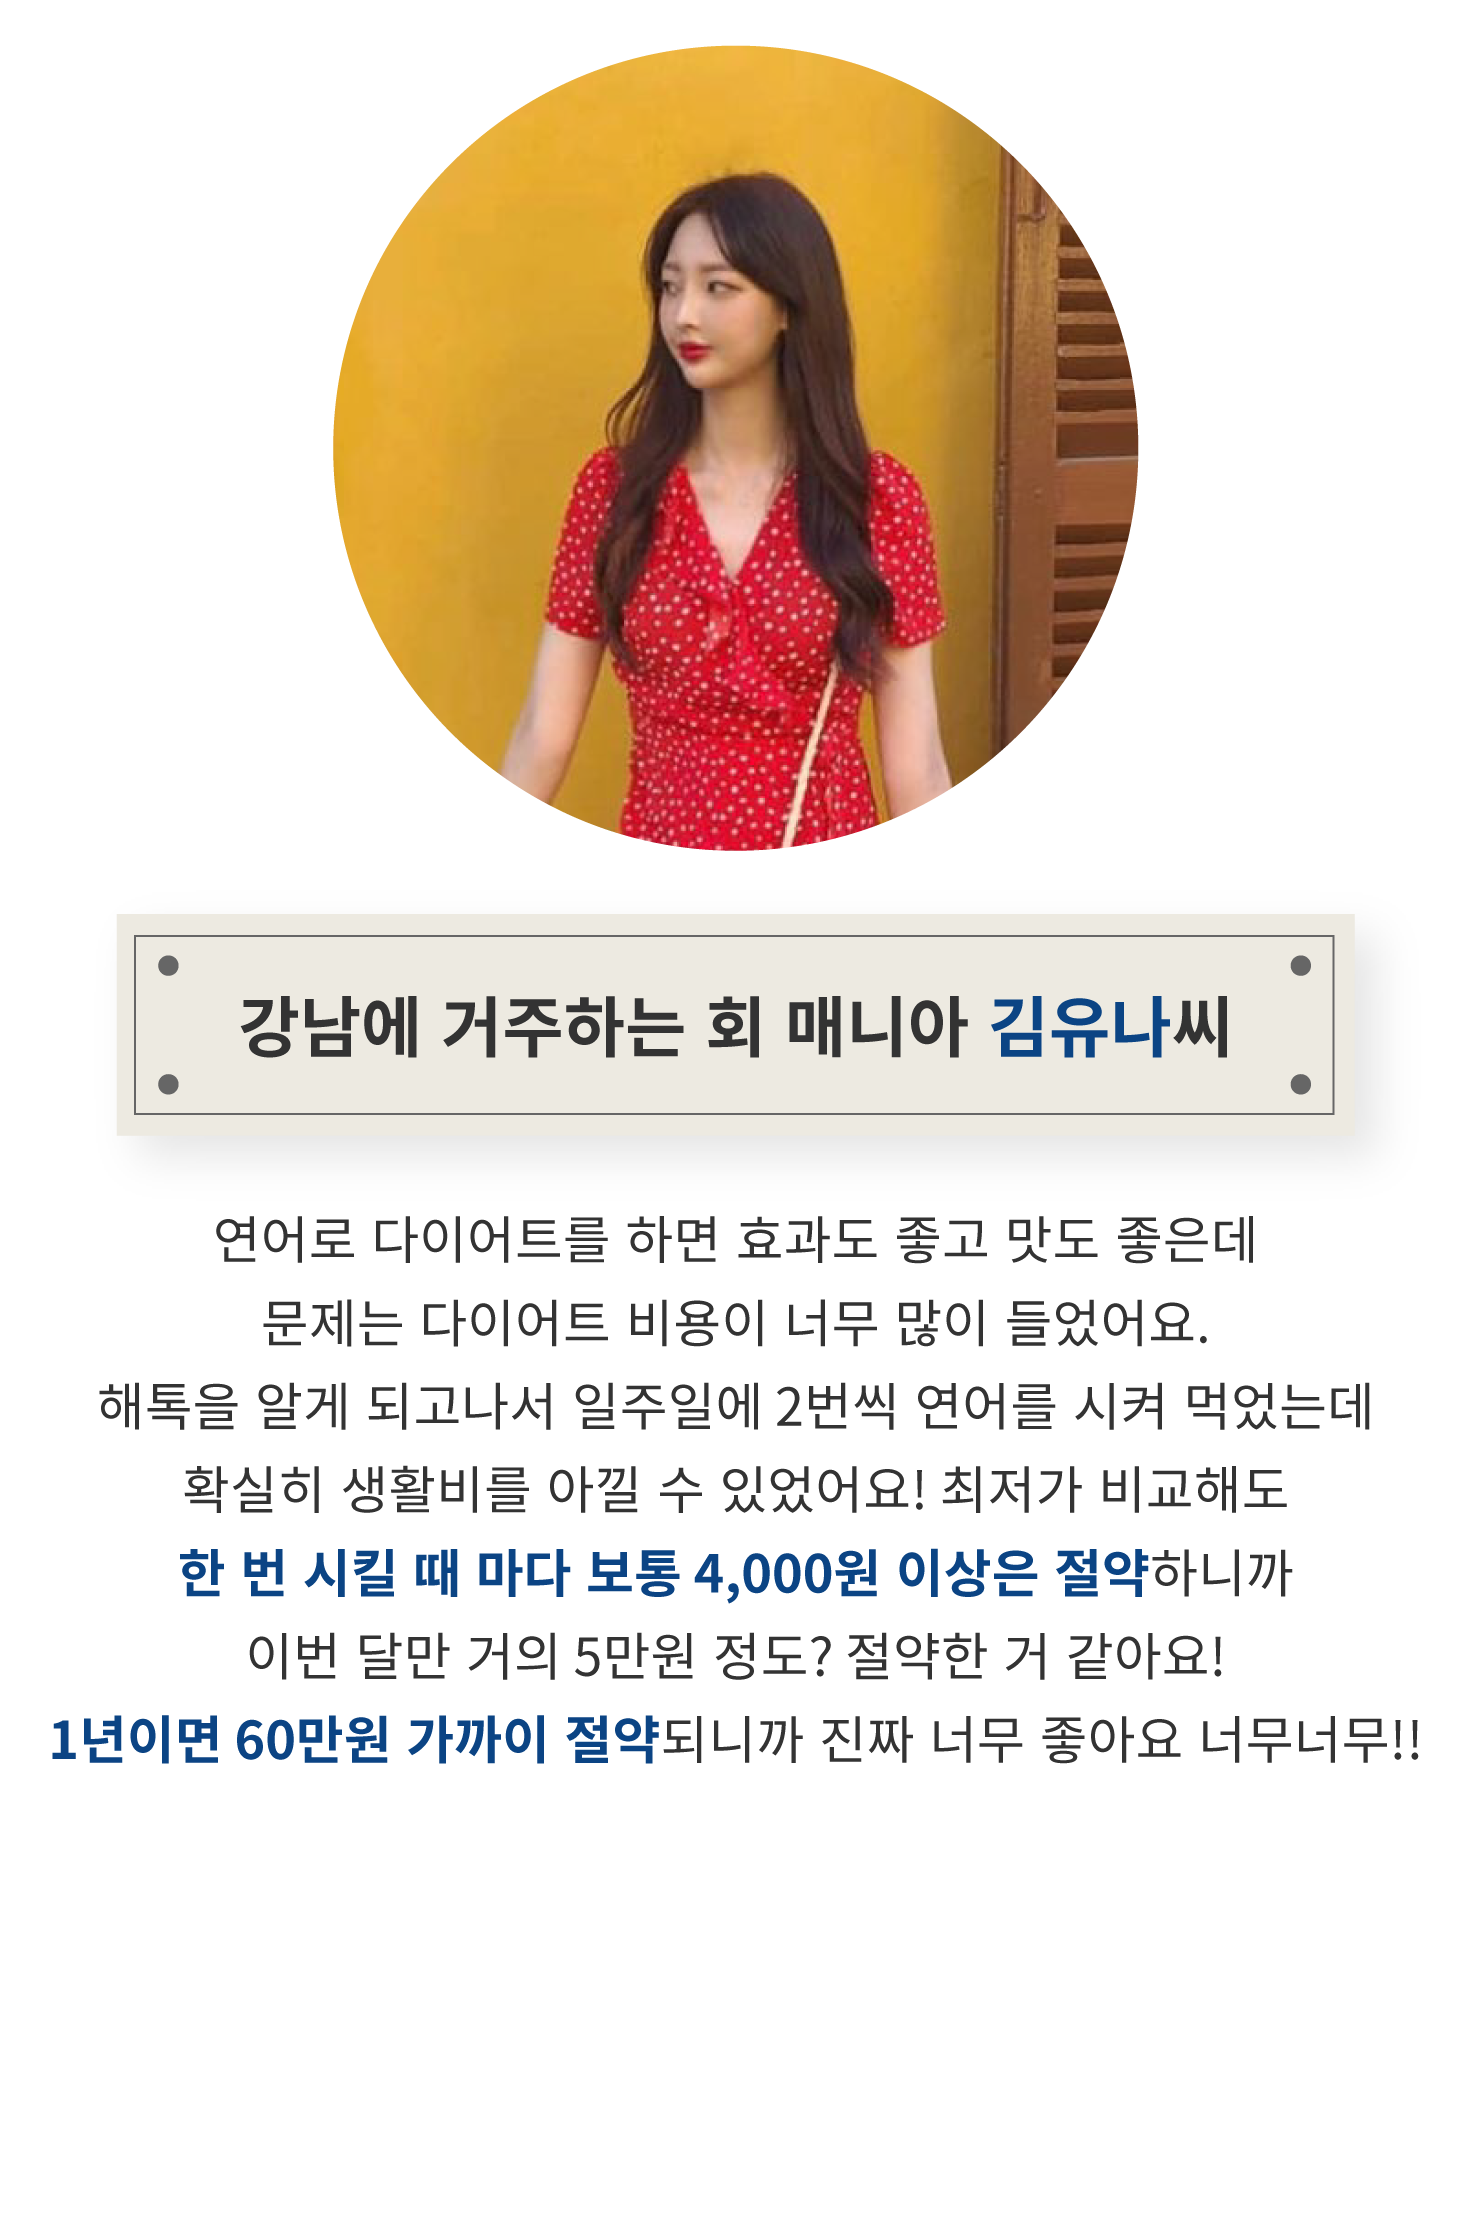 강남에 거주하는 회 매니아 김유나씨
연어로 다이어트를 하면 효과도 좋고 맛도 좋은데
문제는 다이어트 비용이 너무 많이 들었어요.
해톡을 알게 되고나서 일주일에 2번씩 연어를 시켜 먹었는데
확실히 생활비를 아낄 수 있었어요! 최저가 비교해도
한 번 시킬 때 마다 보통 4,000원 이상은 절약하니까
이번 달만 거의 5만원 정도? 절약한 거 같아요!
1년이면 60만원 가까이 절약되니까 진짜 너무 좋아요 너무너무!!